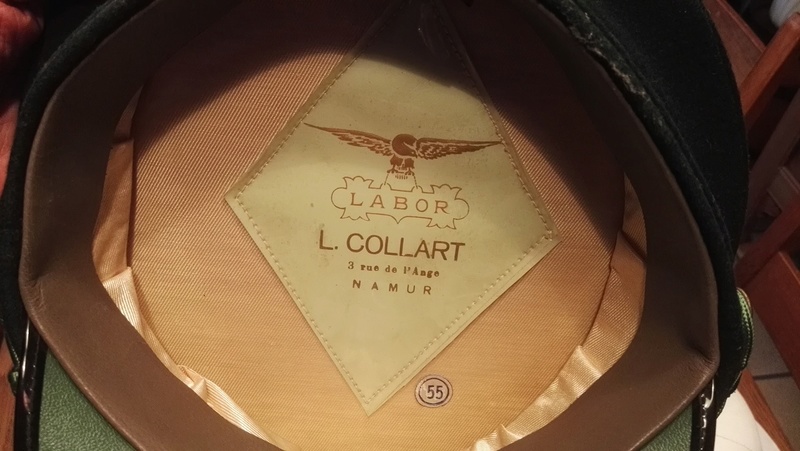 LABOR
L. COLLART
3 rue de l'Ange
NAMUR
55